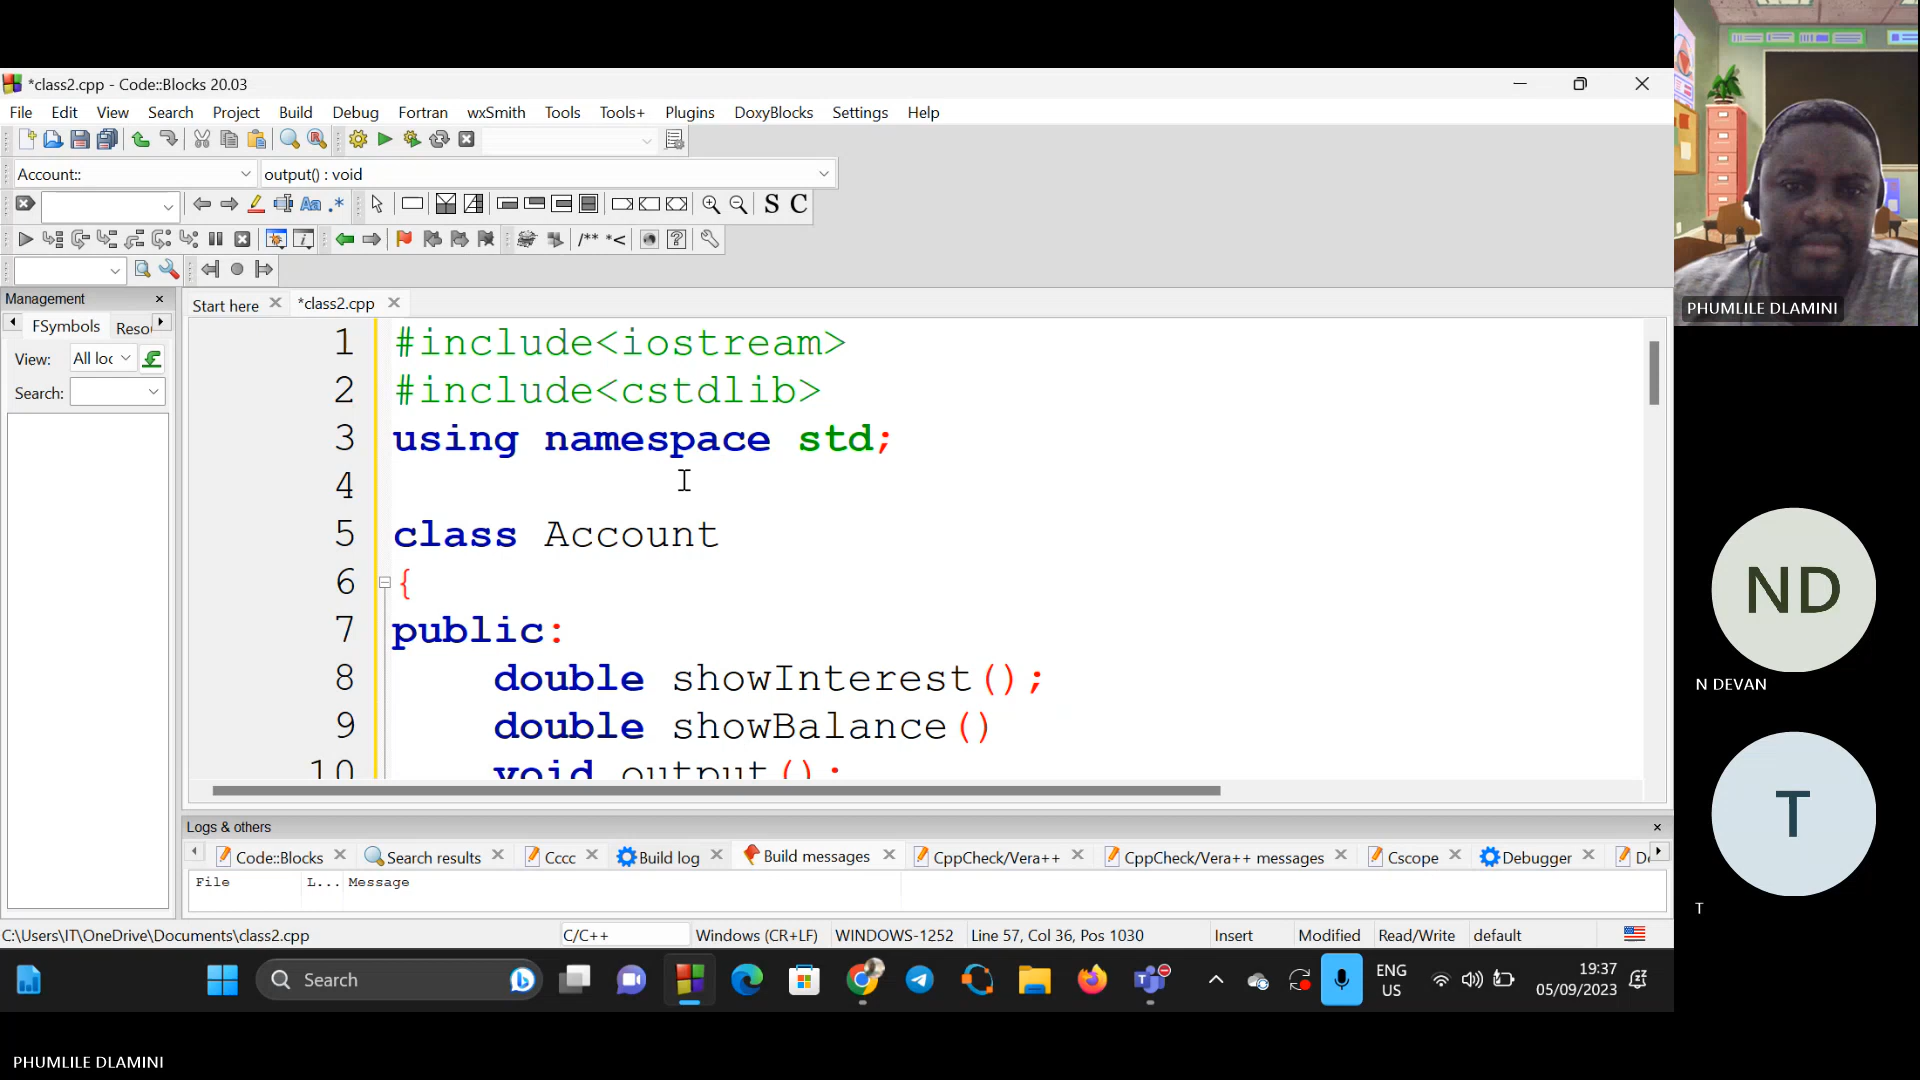 *class2.cpp - Code::Blocks 20.03
File Edit View Search Project Build Debug Fortran wxSmith Tools Tools+ Plugins DoxyBlocks Settings Help
Account:: output() : void
S C
/** *<
Management
Start here *class2.cpp
FSymbols Reso
View: All loc
Search:
1 #include<iostream>
2 #include<cstdlib>
3 using namespace std;
4
5 class Account
6 {
7 public:
8 double showInterest();
9 double showBalance()
10 void output();
Logs & others
Code::Blocks Search results Cccc Build log Build messages CppCheck/Vera++ CppCheck/Vera++ messages Cscope Debugger
File L... Message
C:\Users\IT\OneDrive\Documents\class2.cpp C/C++ Windows (CR+LF) WINDOWS-1252 Line 57, Col 36, Pos 1030 Insert Modified Read/Write default
Search
ENG
US
19:37
05/09/2023
PHUMLILE DLAMINI
ND
N DEVAN
T
T
PHUMLILE DLAMINI